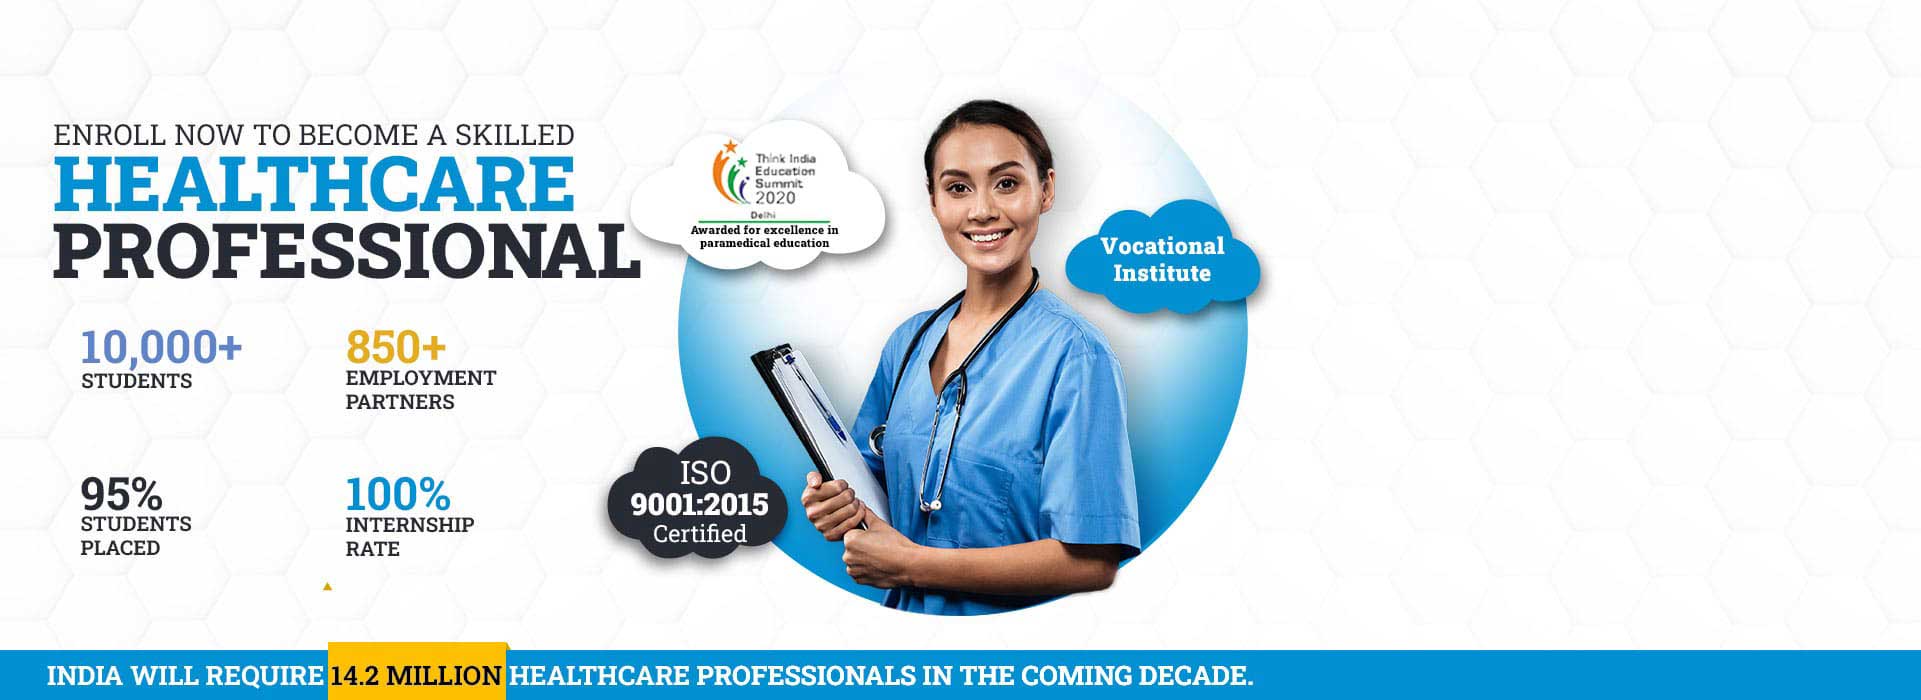 ENROLL NOW TO BECOME A SKILLED
HEALTHCARE
PROFESSIONAL
10,000+
STUDENTS
850+
EMPLOYMENT
PARTNERS
95%
STUDENTS
PLACED
100%
INTERNSHIP
RATE
Think India
Education
Summit
2020
Delhi
Awarded for excellence in
paramedical education
Vocational
Institute
ISO
9001:2015
Certified
INDIA WILL REQUIRE 14.2 MILLION HEALTHCARE PROFESSIONALS IN THE COMING DECADE.